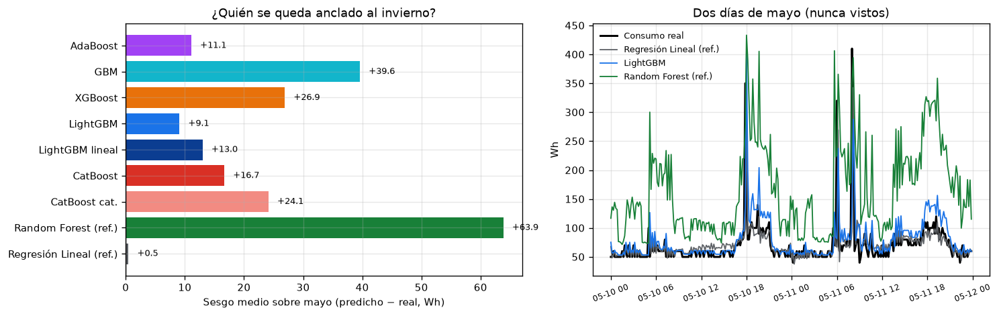 ¿Quién se queda anclado al invierno?
AdaBoost
+11.1
GBM
+39.6
XGBoost
+26.9
LightGBM
+9.1
LightGBM lineal
+13.0
CatBoost
+16.7
CatBoost cat.
+24.1
Random Forest (ref.)
+63.9
Regresión Lineal (ref.)
+0.5
0 10 20 30 40 50 60
Sesgo medio sobre mayo (predicho − real, Wh)
Dos días de mayo (nunca vistos)
Consumo real
Regresión Lineal (ref.)
LightGBM
Random Forest (ref.)
Wh
450
400
350
300
250
200
150
100
50
05-10 00 05-10 06 05-10 12 05-10 18 05-11 00 05-11 06 05-11 12 05-11 18 05-12 00